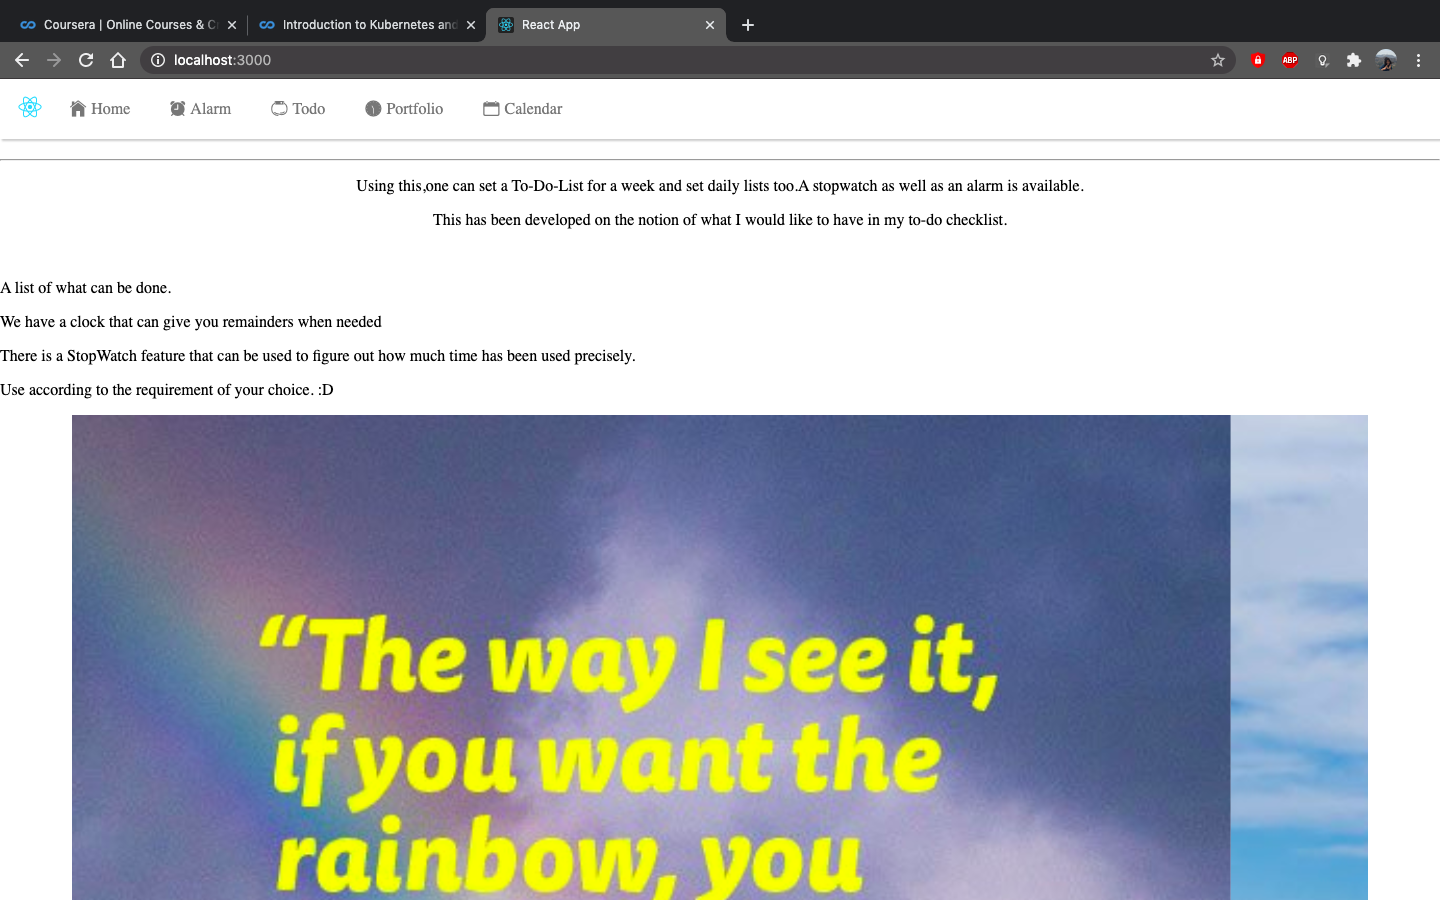 Coursera | Online Courses & C
Introduction to Kubernetes and
React App
localhost:3000
ABP
Home
Alarm
Todo
Portfolio
Calendar
Using this,one can set a To-Do-List for a week and set daily lists too.A stopwatch as well as an alarm is available.
This has been developed on the notion of what I would like to have in my to-do checklist.
A list of what can be done.
We have a clock that can give you remainders when needed
There is a StopWatch feature that can be used to figure out how much time has been used precisely.
Use according to the requirement of your choice. :D
“The way I see it,
if you want the
rainbow, you